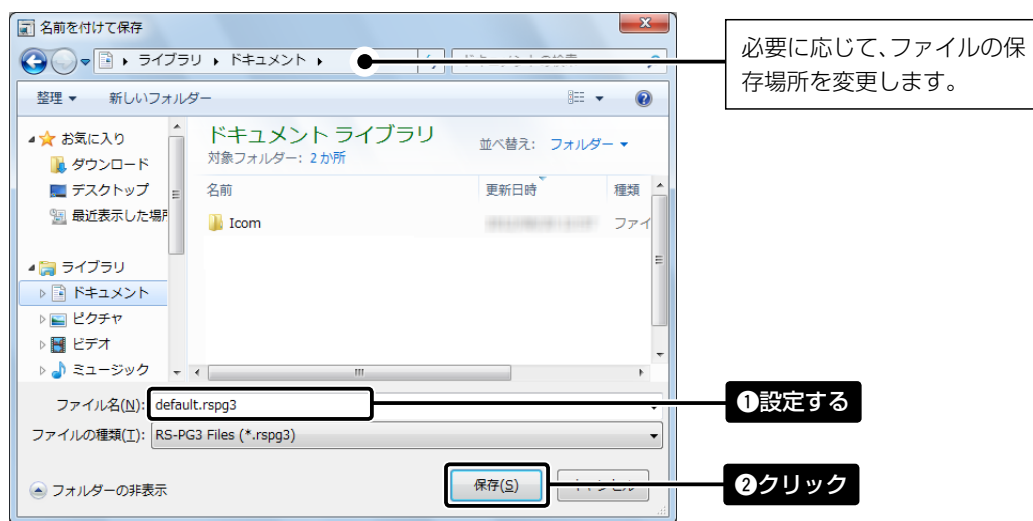 名前を付けて保存
ライブラリ ドキュメント
必要に応じて、ファイルの保
存場所を変更します。
整理 新しいフォルダー
お気に入り
ダウンロード
デスクトップ
最近表示した場所
ライブラリ
ドキュメント
ピクチャ
ビデオ
ミュージック
ドキュメント ライブラリ
対象フォルダー: 2 か所
並べ替え: フォルダー
名前 更新日時 種類
Icom ファイ
ファイル名(N): default.rspg3
❶設定する
ファイルの種類(T): RS-PG3 Files (*.rspg3)
フォルダーの非表示
保存(S)
❷クリック